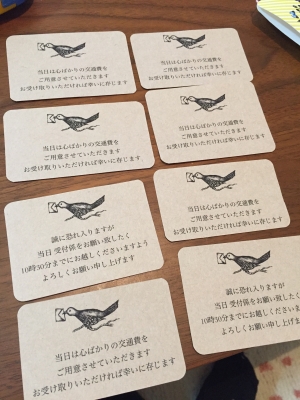 当日は心ばかりの交通費を
ご用意させていただきます
お受け取りいただければ幸いに存じます
当日は心ばかりの交通費を
ご用意させていただきます
お受け取りいただければ幸いに存じます
当日は心ばかりの交通費を
ご用意させていただきます
お受け取りいただければ幸いに存じます
当日は心ばかりの交通費を
ご用意させていただきます
お受け取りいただければ幸いに存じます
誠に恐れ入りますが
当日 受付係をお願い致したく
10時30分までにお越しくださいますよう
よろしくお願い申し上げます
当日は心ばかりの交通費を
ご用意させていただきます
お受け取りいただければ幸いに存じます
当日は心ばかりの交通費を
ご用意させていただきます
お受け取りいただければ幸いに存じます
誠に恐れ入りますが
当日 受付係をお願い致したく
10時30分までにお越しくださいますよう
よろしくお願い申し上げます